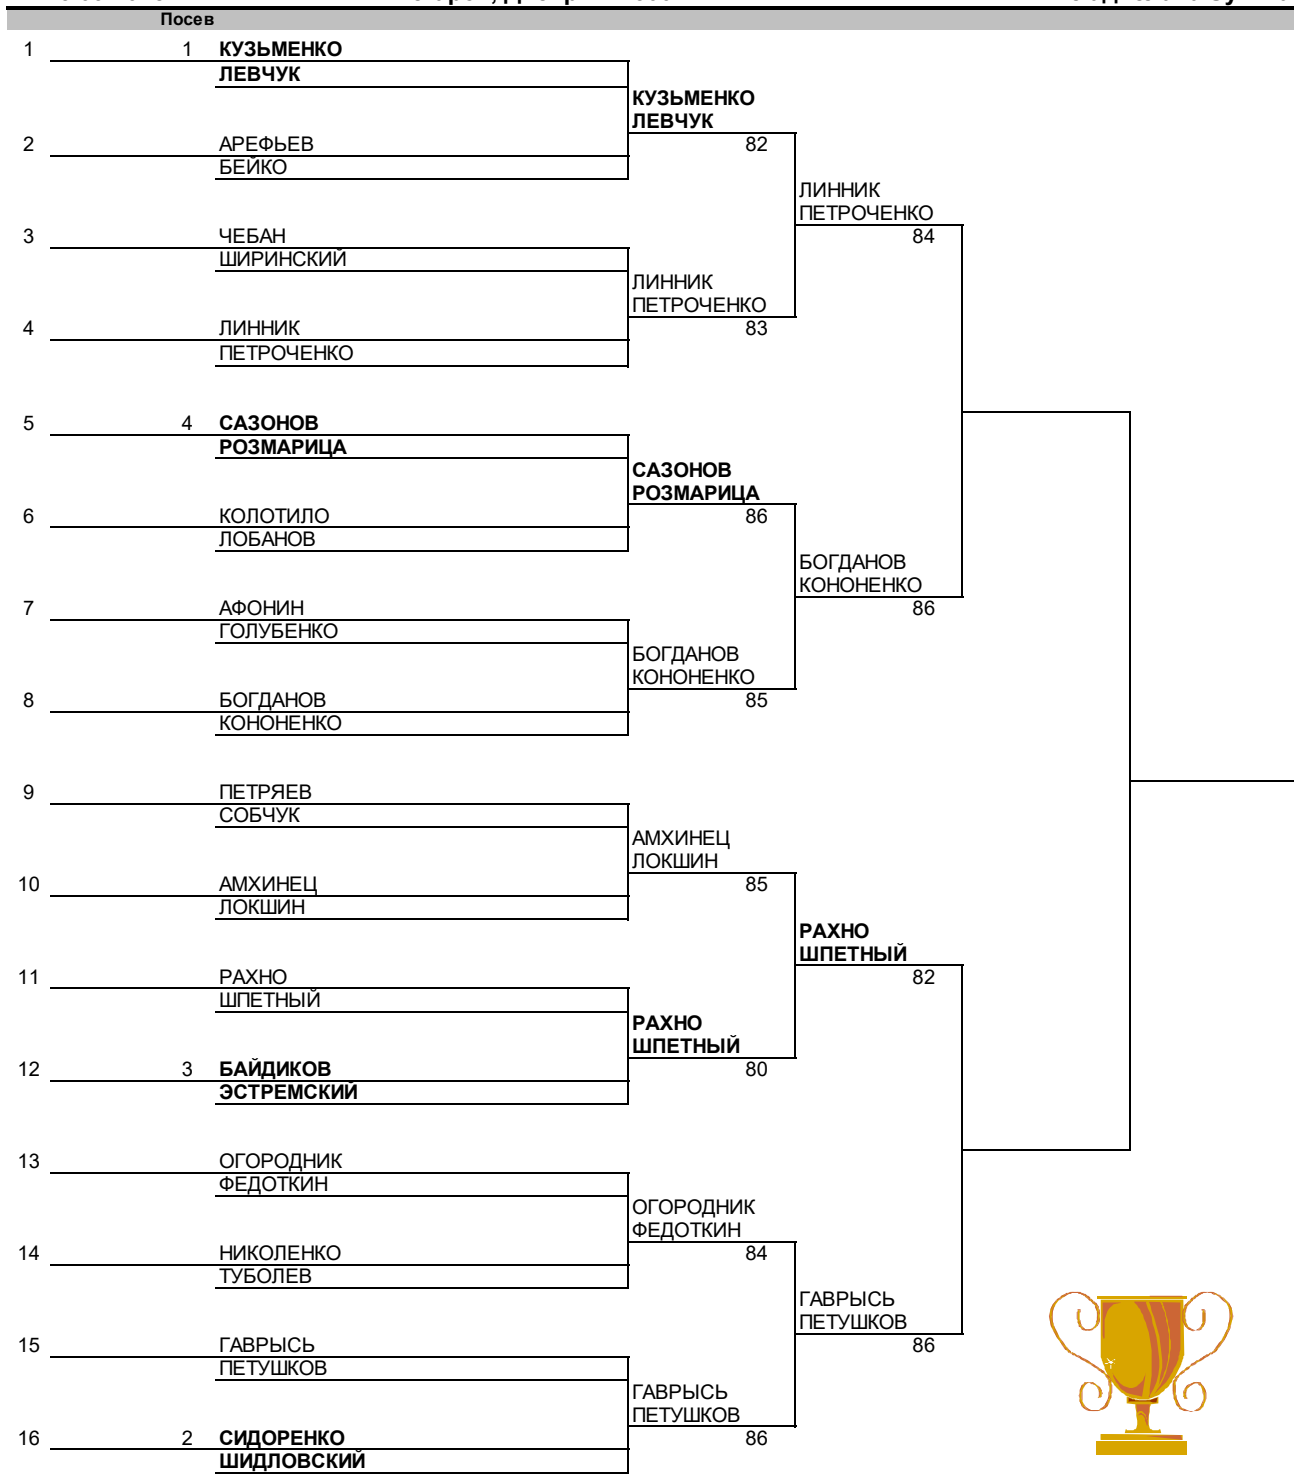 Посев
1 1 КУЗЬМЕНКО
ЛЕВЧУК
КУЗЬМЕНКО
ЛЕВЧУК
2 АРЕФЬЕВ 82
БЕЙКО
ЛИННИК
ПЕТРОЧЕНКО
3 ЧЕБАН 84
ШИРИНСКИЙ
ЛИННИК
ПЕТРОЧЕНКО
4 ЛИННИК 83
ПЕТРОЧЕНКО
5 4 САЗОНОВ
РОЗМАРИЦА
САЗОНОВ
РОЗМАРИЦА
6 КОЛОТИЛО 86
ЛОБАНОВ
БОГДАНОВ
КОНОНЕНКО
7 АФОНИН 86
ГОЛУБЕНКО
БОГДАНОВ
КОНОНЕНКО
8 БОГДАНОВ 85
КОНОНЕНКО
9 ПЕТРЯЕВ
СОБЧУК
АМХИНЕЦ
ЛОКШИН
10 АМХИНЕЦ 85
ЛОКШИН
РАХНО
ШПЕТНЫЙ
11 РАХНО 82
ШПЕТНЫЙ
РАХНО
ШПЕТНЫЙ
12 3 БАЙДИКОВ 80
ЭСТРЕМСКИЙ
13 ОГОРОДНИК
ФЕДОТКИН
ОГОРОДНИК
ФЕДОТКИН
14 НИКОЛЕНКО 84
ТУБОЛЕВ
ГАВРЫСЬ
ПЕТУШКОВ
15 ГАВРЫСЬ 86
ПЕТУШКОВ
ГАВРЫСЬ
ПЕТУШКОВ
16 2 СИДОРЕНКО 86
ШИДЛОВСКИЙ